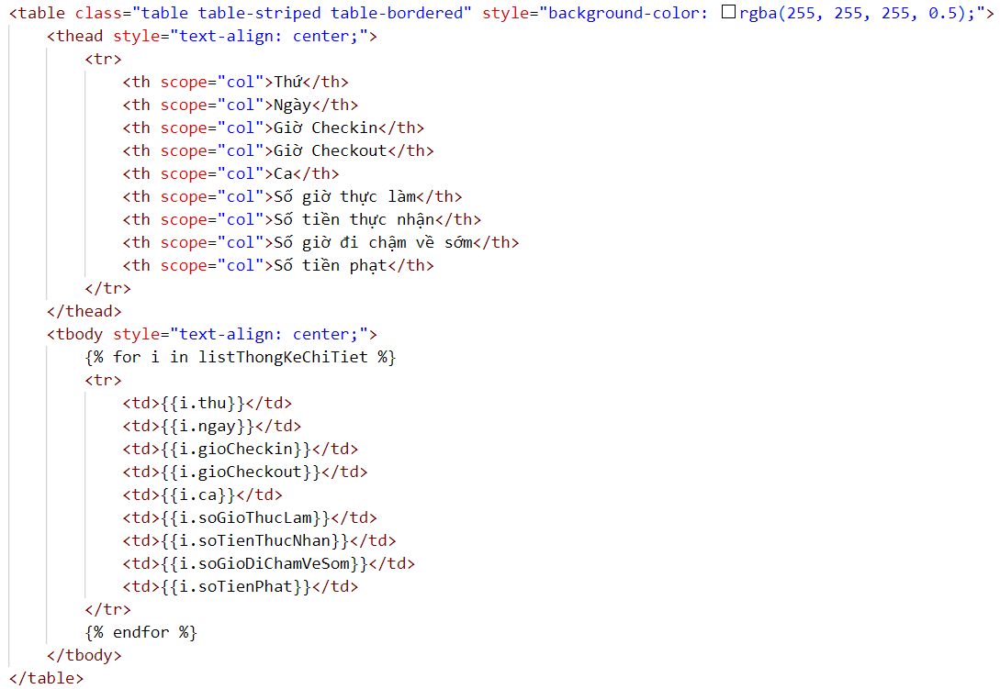 <table class="table table-striped table-bordered" style="background-color: rgba(255, 255, 255, 0.5);">
<thead style="text-align: center;">
<tr>
<th scope="col">Thứ</th>
<th scope="col">Ngày</th>
<th scope="col">Giờ Checkin</th>
<th scope="col">Giờ Checkout</th>
<th scope="col">Ca</th>
<th scope="col">Số giờ thực làm</th>
<th scope="col">Số tiền thực nhận</th>
<th scope="col">Số giờ đi chậm về sớm</th>
<th scope="col">Số tiền phạt</th>
</tr>
</thead>
<tbody style="text-align: center;">
{% for i in listThongKeChiTiet %}
<tr>
<td>{{i.thu}}</td>
<td>{{i.ngay}}</td>
<td>{{i.gioCheckin}}</td>
<td>{{i.gioCheckout}}</td>
<td>{{i.ca}}</td>
<td>{{i.soGioThucLam}}</td>
<td>{{i.soTienThucNhan}}</td>
<td>{{i.soGioDiChamVeSom}}</td>
<td>{{i.soTienPhat}}</td>
</tr>
{% endfor %}
</tbody>
</table>